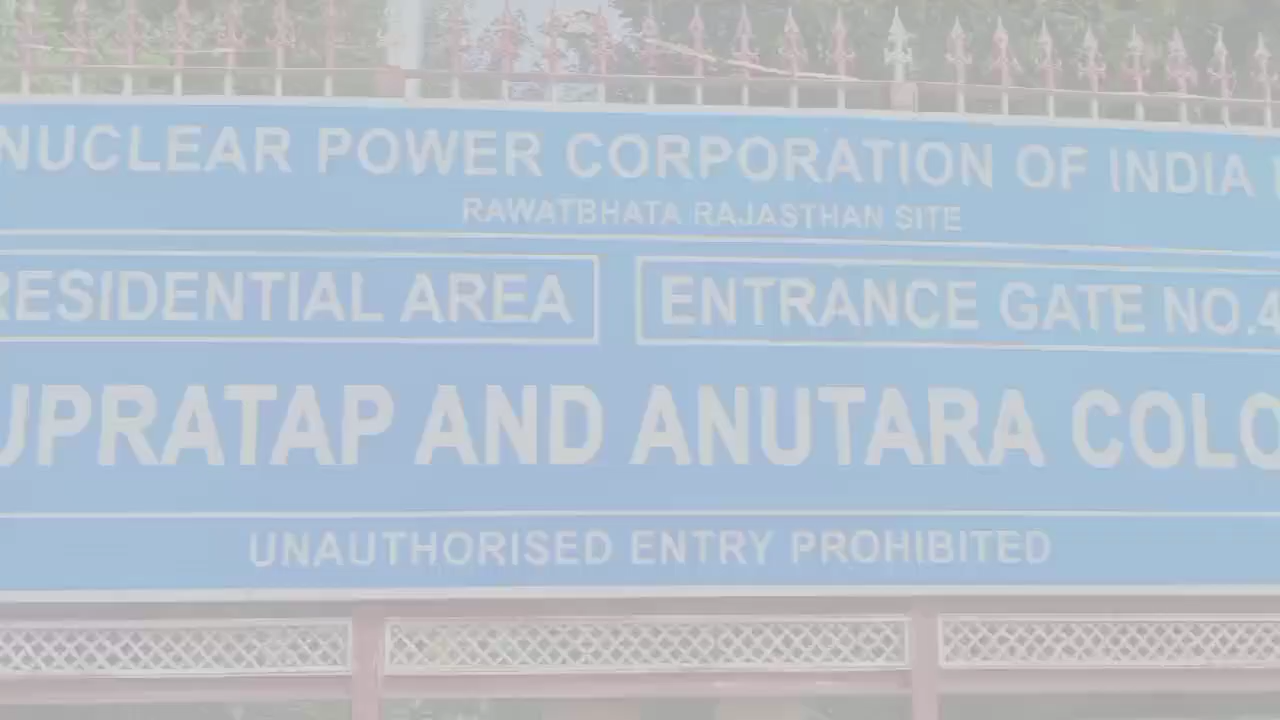 NUCLEAR POWER CORPORATION OF INDIA
RAWATBHATA RAJASTHAN SITE
RESIDENTIAL AREA
ENTRANCE GATE NO.4
UPRATAP AND ANUTARA COLO
UNAUTHORISED ENTRY PROHIBITED